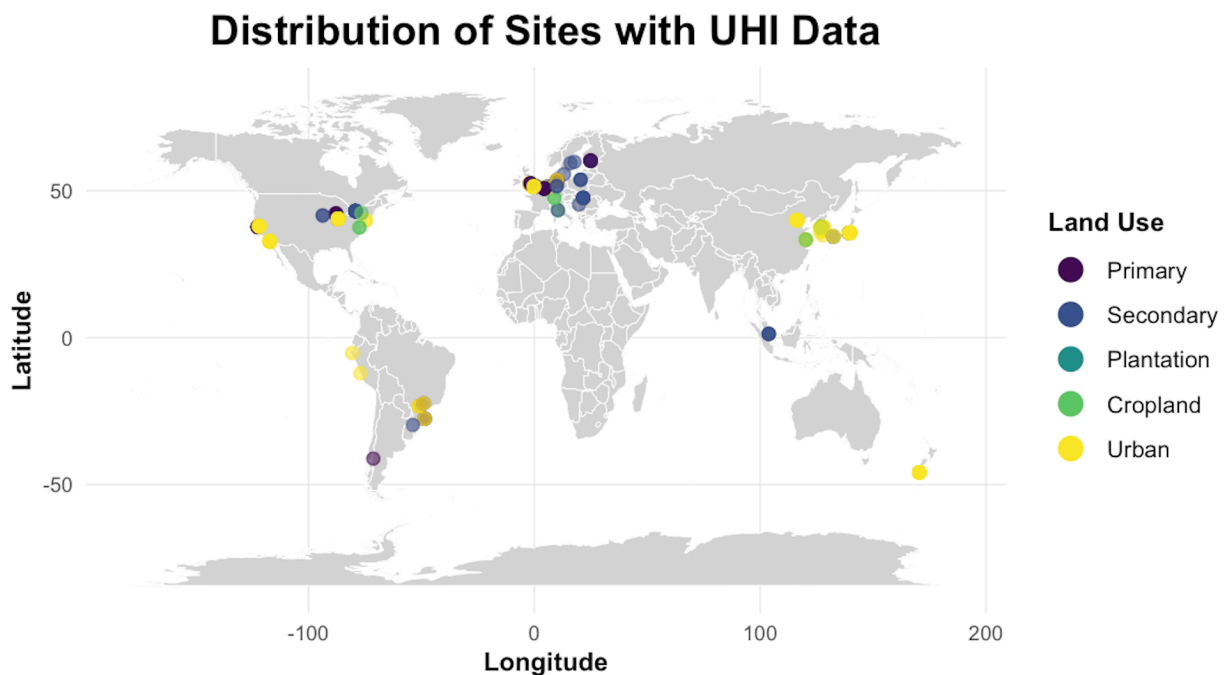 Distribution of Sites with UHI Data
Latitude
50
0
-50
-100
0
100
200
Longitude
Land Use
Primary
Secondary
Plantation
Cropland
Urban